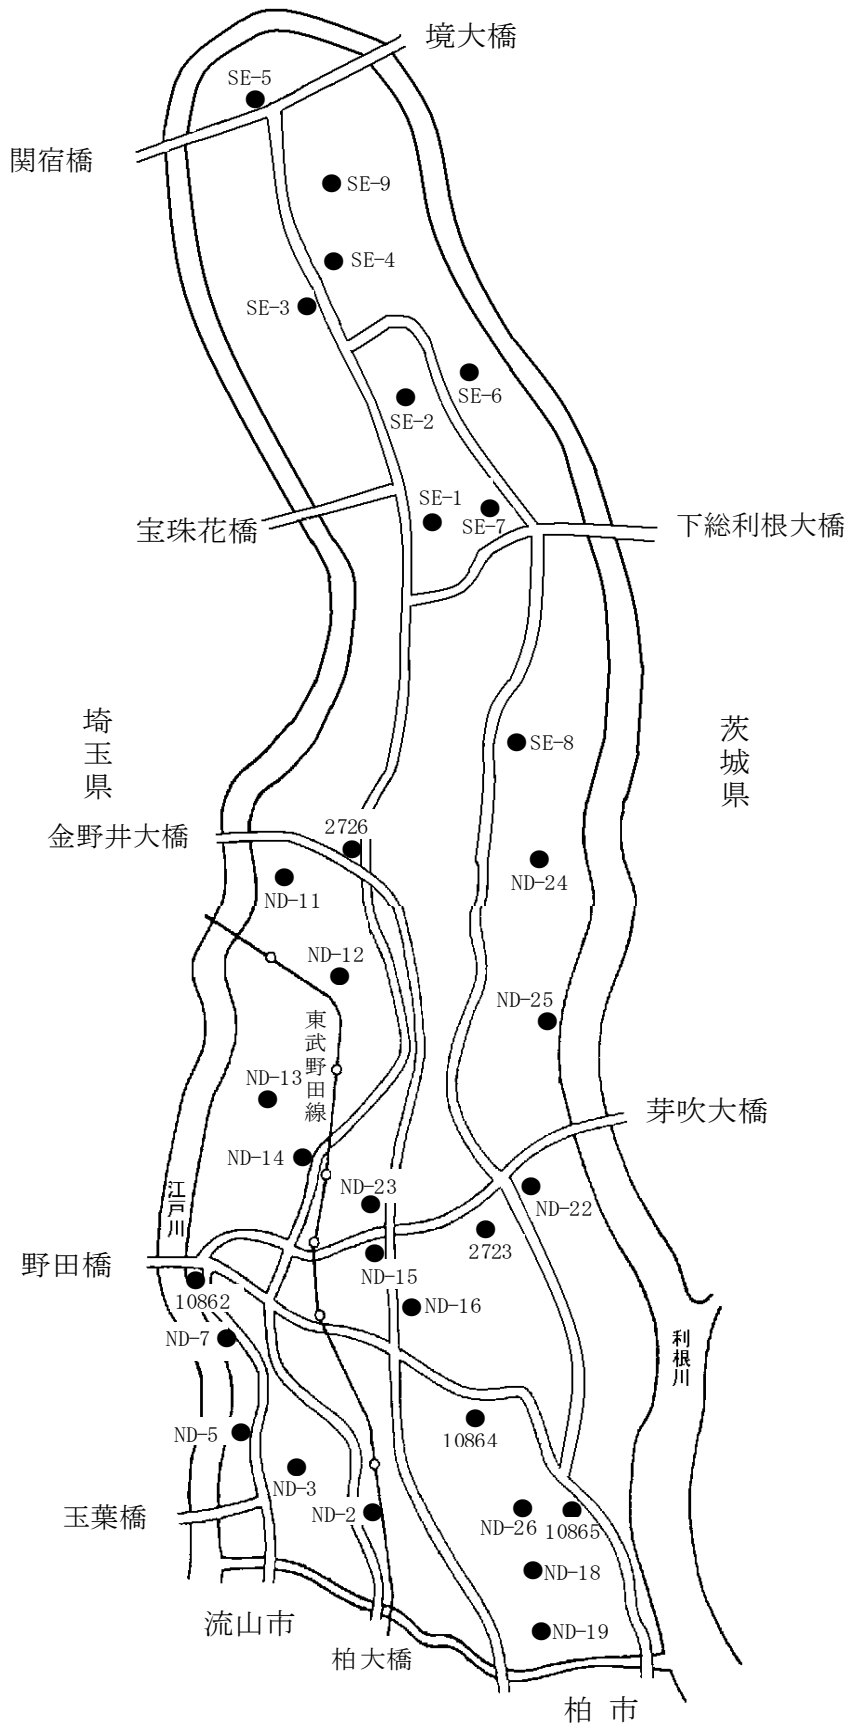 境大橋
SE-5
関宿橋
SE-9
SE-4
SE-3
SE-6
SE-2
SE-1
SE-7
宝珠花橋
下総利根大橋
埼玉県
茨城県
SE-8
2726
金野井大橋
ND-24
ND-11
ND-12
ND-25
東武野田線
ND-13
芽吹大橋
ND-14
ND-23
江戸川
ND-22
2723
野田橋
ND-15
10862
ND-16
ND-7
利根川
ND-5
10864
ND-3
ND-2
玉葉橋
ND-26
10865
ND-18
流山市
ND-19
柏大橋
柏 市